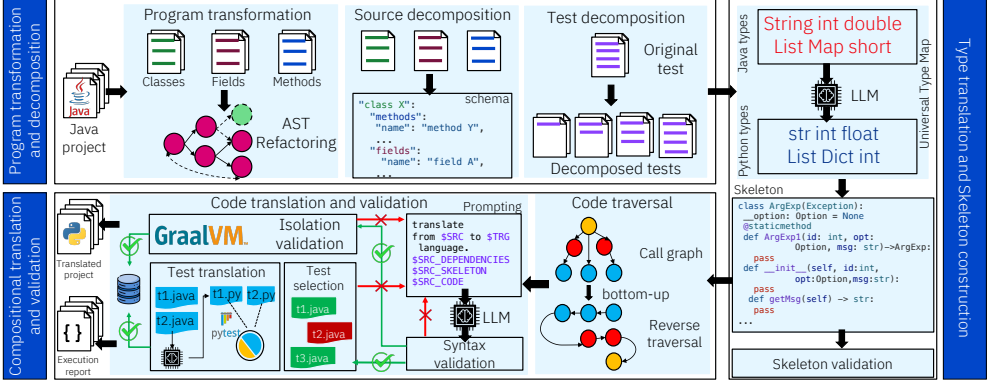 Program transformation
and decomposition
Java
Java
project
Program transformation
Classes
Fields
Methods
AST
Refactoring
Source decomposition
schema
"class X":
"methods":
"name": "method Y",
...
"fields":
"name": "field A",
...
Test decomposition
Original
test
Decomposed tests
Java types
Python types
Universal Type Map
String int double
List Map short
LLM
str int float
List Dict int
Type translation and Skeleton construction
Skeleton
class ArgExp(Exception):
__option: Option = None
@staticmethod
def ArgExp1(id: int, opt:
Option, msg: str)->ArgExp:
pass
def __init__(self, id:int,
opt:Option,msg:str):
pass
def getMsg(self) -> str:
pass
...
Skeleton validation
Code traversal
Call graph
bottom-up
Reverse
traversal
Compositional translation
and validation
Code translation and validation
Translated
project
{ }
Execution
report
GraalVM
Isolation
validation
Test translation
t1.java
t2.java
t1.py
t2.py
pytest
Test
selection
t1.java
t2.java
t3.java
Prompting
translate
from $SRC to $TRG
language.
$SRC_DEPENDENCIES
$SRC_SKELETON
$SRC_CODE
LLM
Syntax
validation